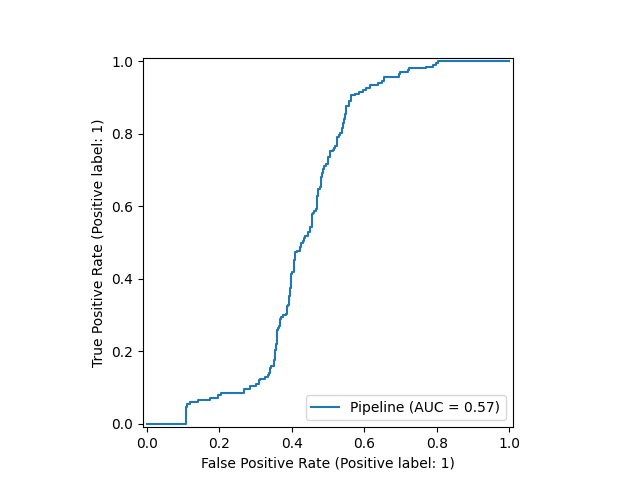 1.0
0.8
0.6
0.4
0.2
0.0
True Positive Rate (Positive label: 1)
Pipeline (AUC = 0.57)
0.0 0.2 0.4 0.6 0.8 1.0
False Positive Rate (Positive label: 1)